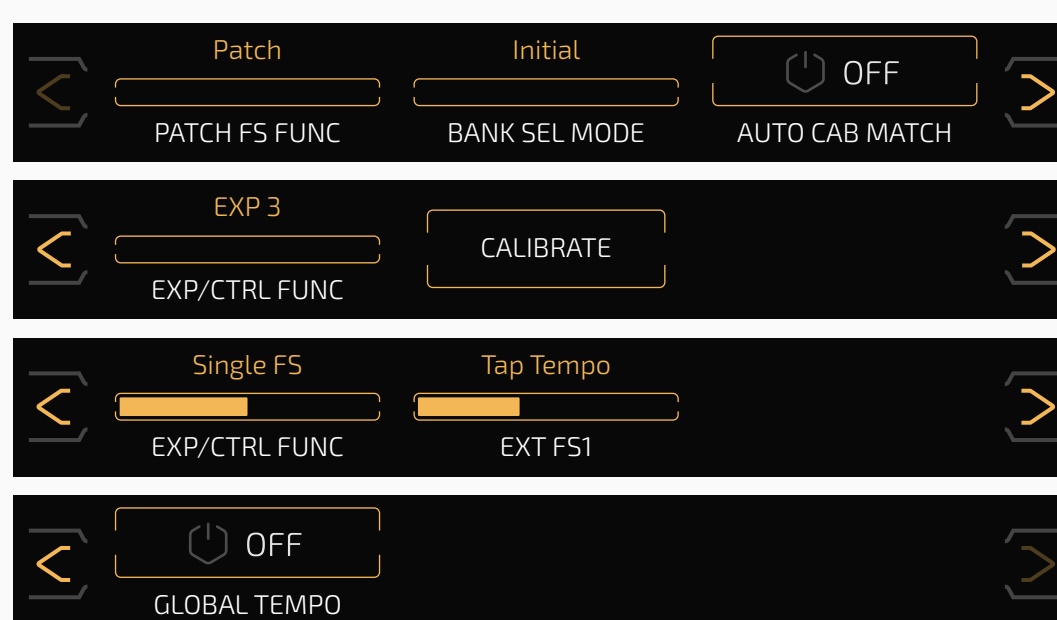 Patch Initial
OFF
PATCH FS FUNC BANK SEL MODE AUTO CAB MATCH
EXP 3
CALIBRATE
EXP/CTRL FUNC
Single FS Tap Tempo
EXP/CTRL FUNC EXT FS1
OFF
GLOBAL TEMPO